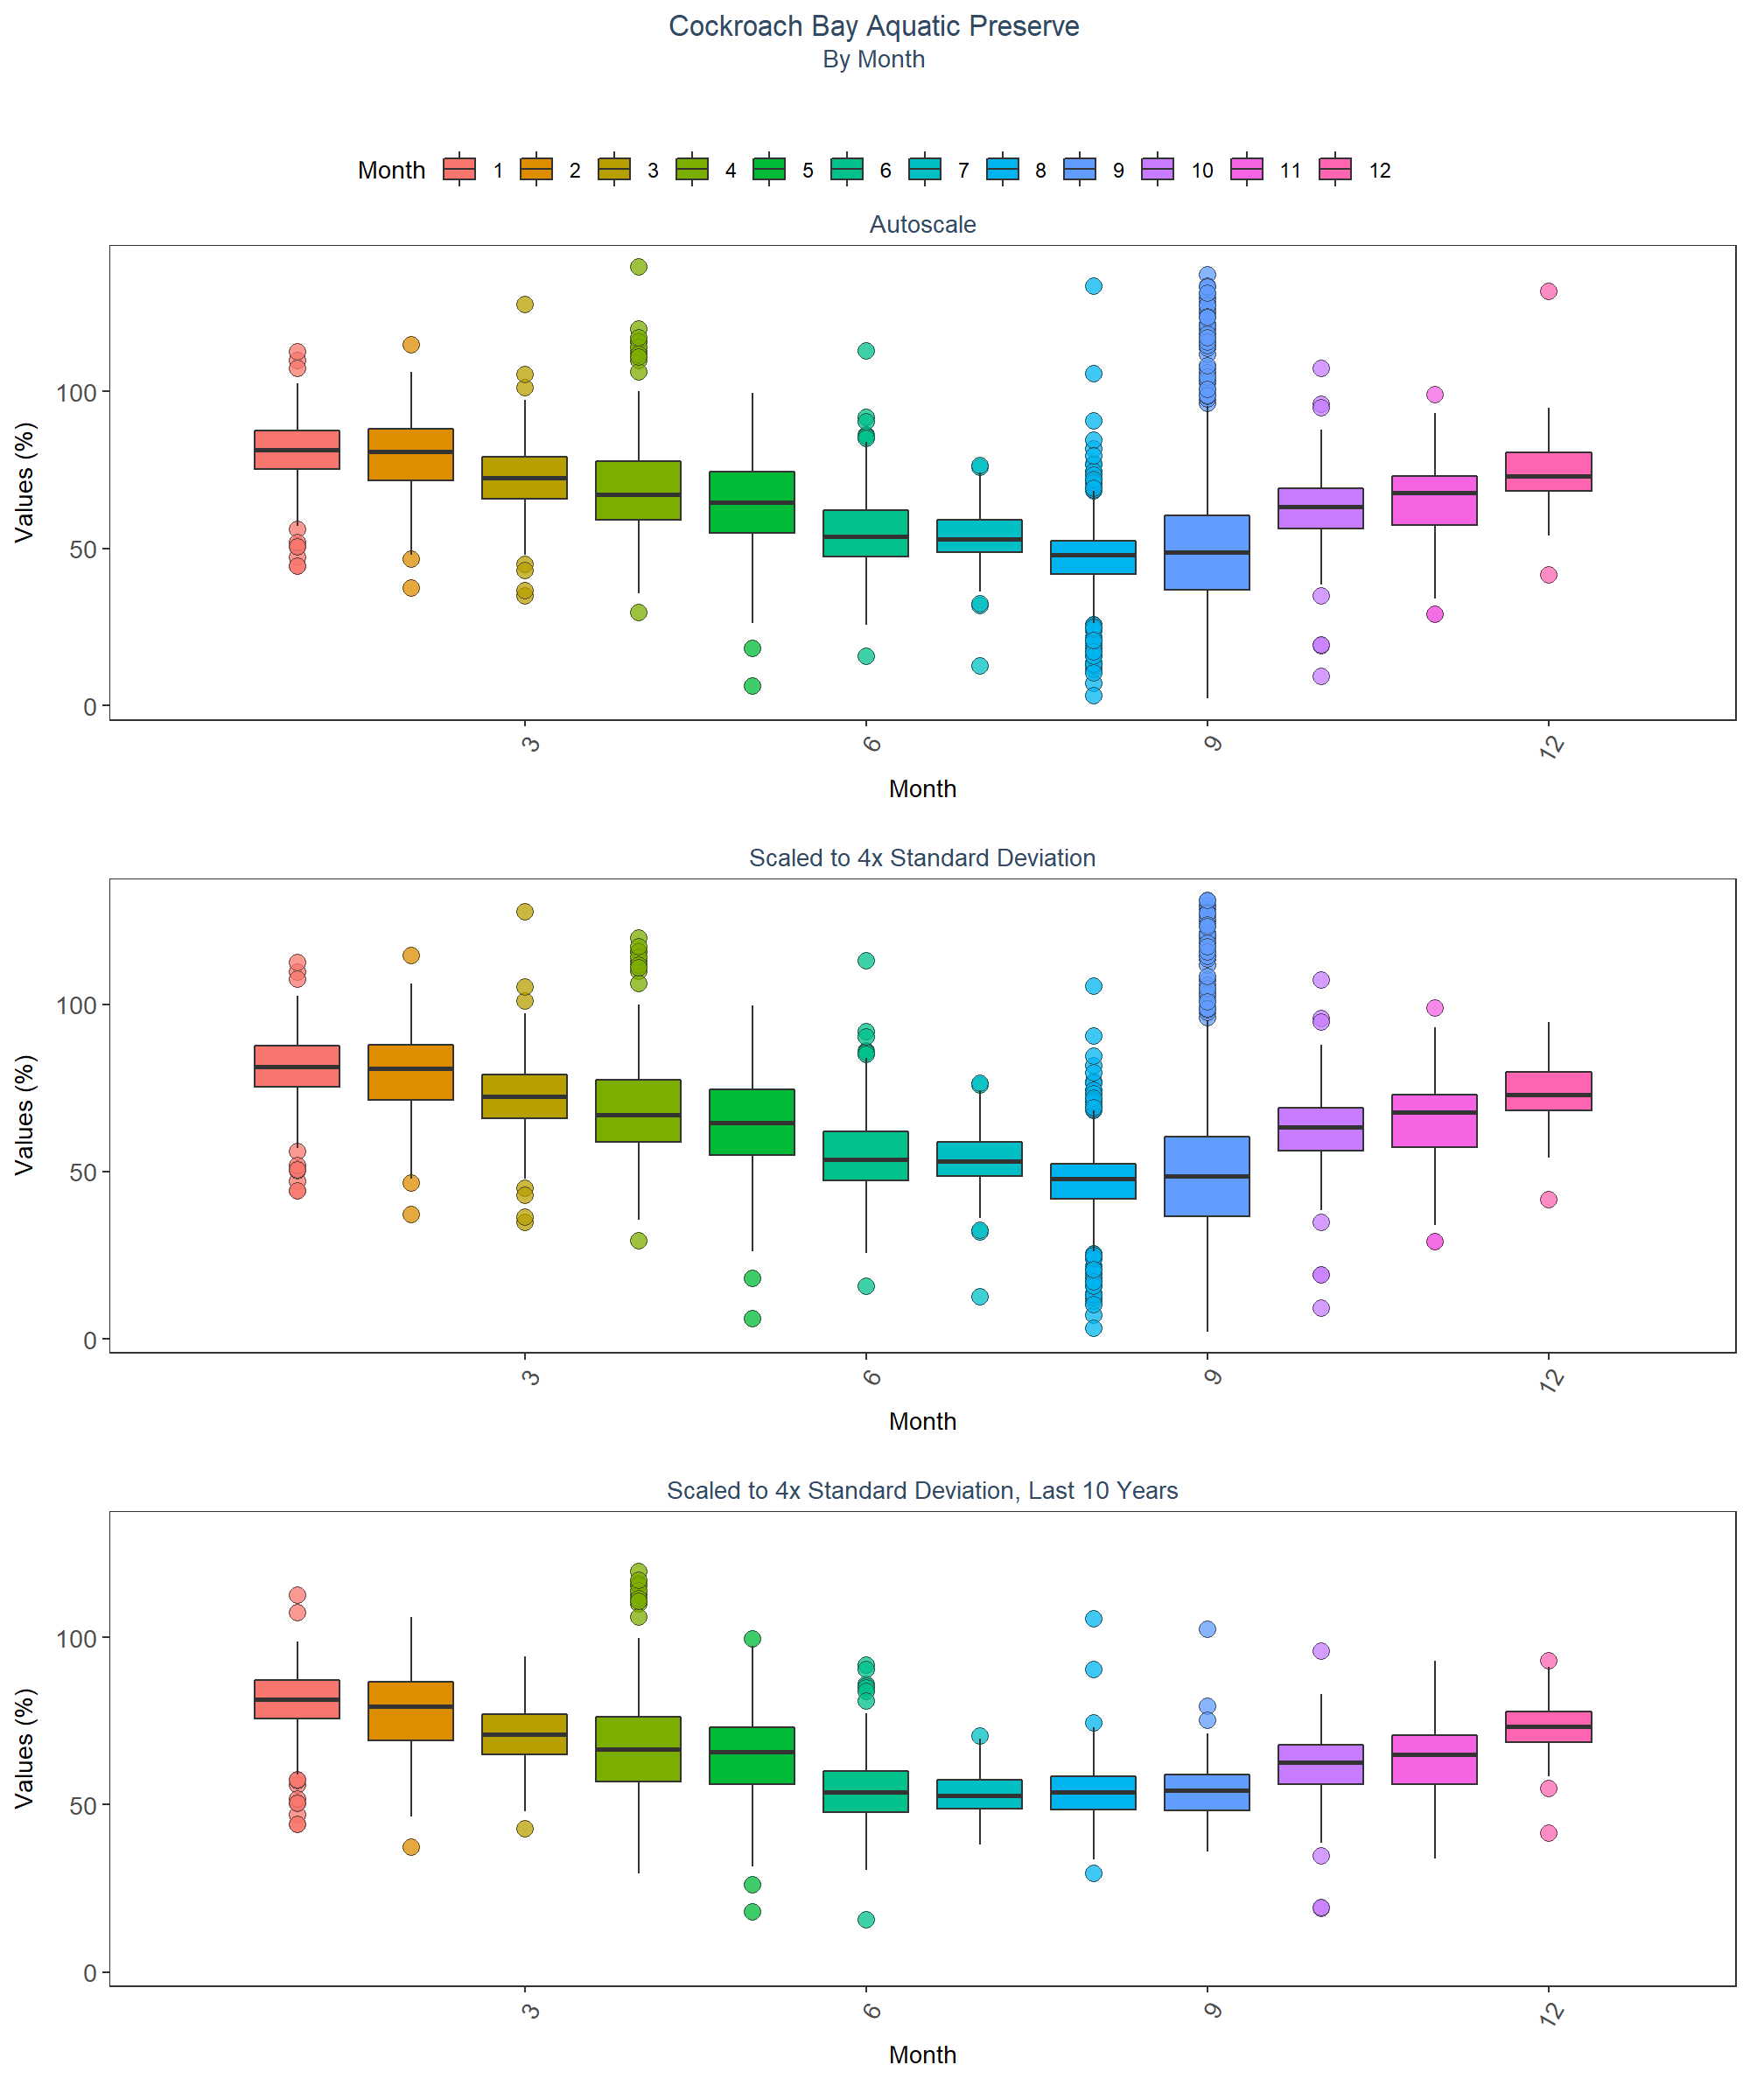 Cockroach Bay Aquatic Preserve
By Month
Month 1 2 3 4 5 6 7 8 9 10 11 12
Autoscale
Values (%)
100
50
0
3 6 9 12
Month
Scaled to 4x Standard Deviation
Values (%)
100
50
0
3 6 9 12
Month
Scaled to 4x Standard Deviation, Last 10 Years
Values (%)
100
50
0
3 6 9 12
Month